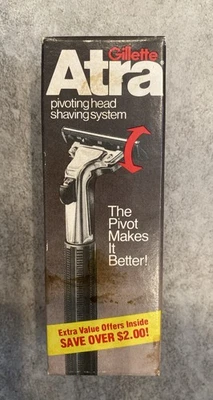 Gillette
Atra
pivoting head
shaving system
The
Pivot
Makes
It
Better!
Extra Value Offers Inside
SAVE OVER $2.00!